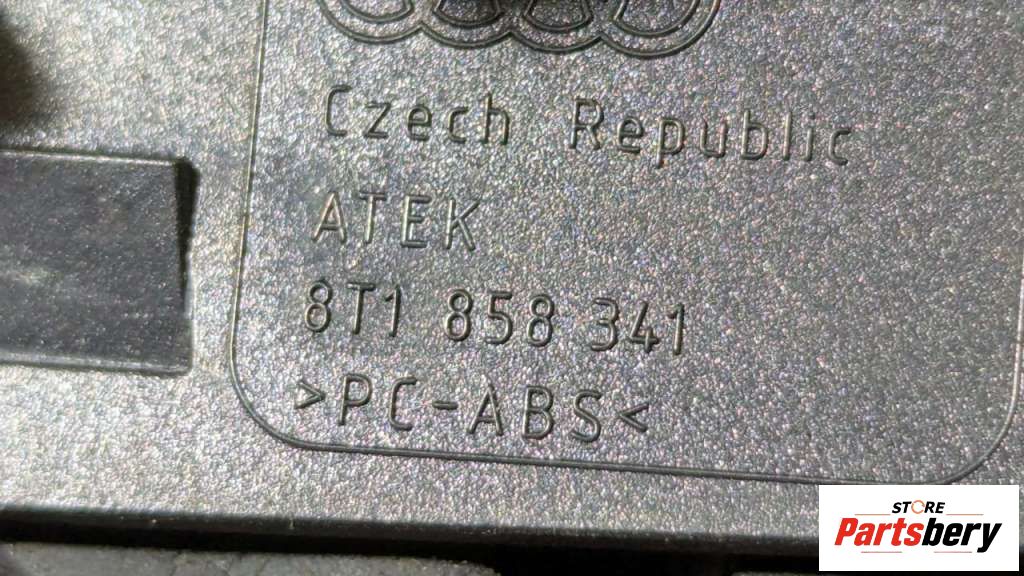 Czech Republic
ATEK
8T1 858 341
>PC-ABS<
STORE
Partsbery